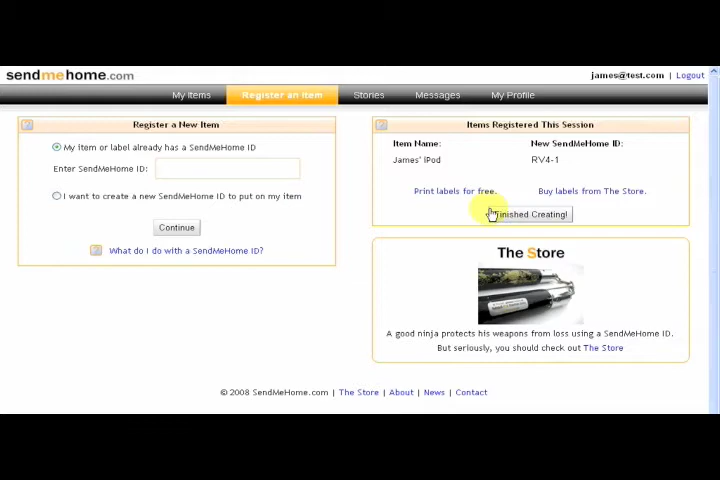 sendmehome.com
james@test.com | Logout
My Items Register an Item Stories Messages My Profile
Register a New Item
My item or label already has a SendMeHome ID
Enter SendMeHome ID:
I want to create a new SendMeHome ID to put on my item
Continue
What do I do with a SendMeHome ID?
Items Registered This Session
Item Name: New SendMeHome ID:
James' iPod RV4-1
Print labels for free. Buy labels from The Store.
Finished Creating!
The Store
A good ninja protects his weapons from loss using a SendMeHome ID.
But seriously, you should check out The Store
© 2008 SendMeHome.com | The Store | About | News | Contact